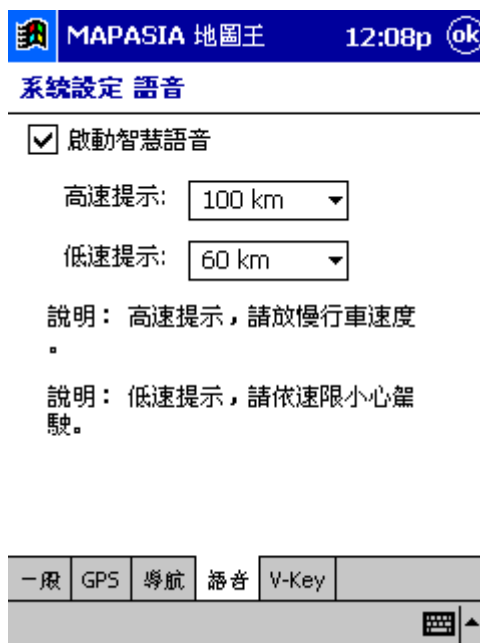 MAPASIA 地圖王 12:08p ok
系統設定 語音
啟動智慧語音
高速提示: 100 km
低速提示: 60 km
說明：高速提示，請放慢行車速度
。
說明：低速提示，請依速限小心駕
駛。
一般 GPS 導航 語音 V-Key